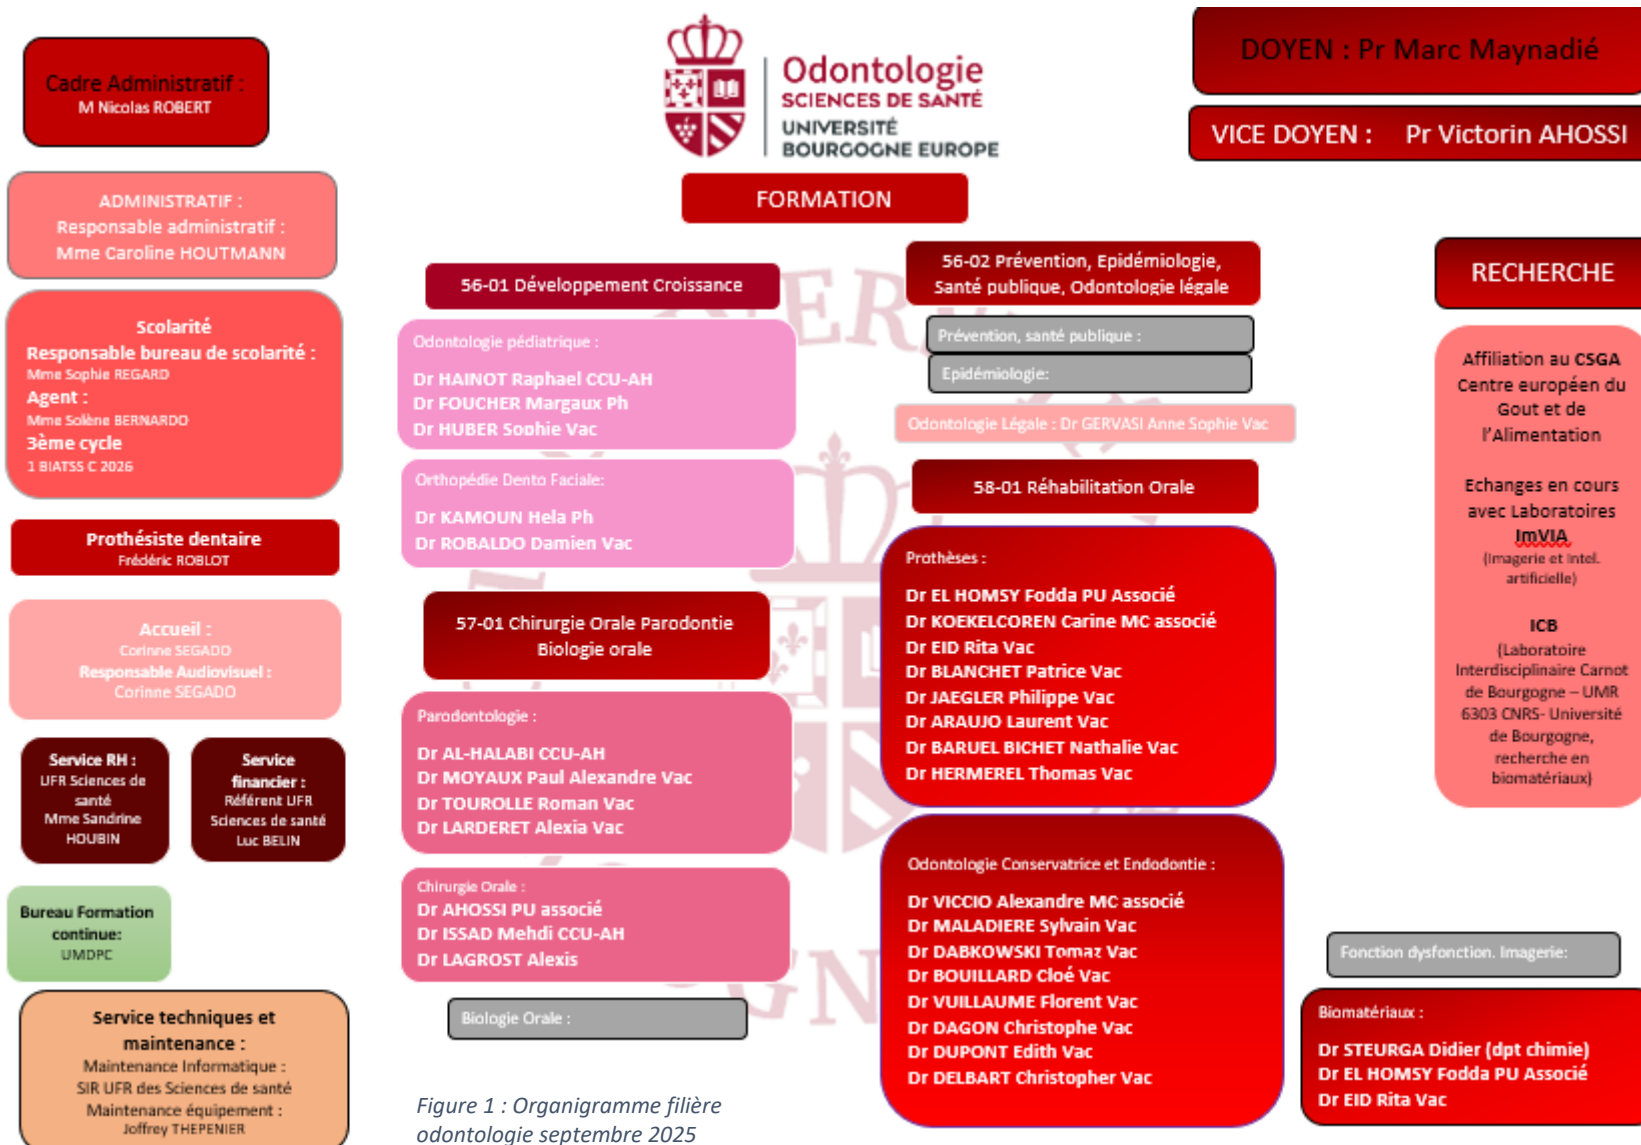 Cadre Administratif :
M Nicolas ROBERT
ADMINISTRATIF :
Responsable administratif :
Mme Caroline HOUTMANN
Scolarité
Responsable bureau de scolarité :
Mme Sophie REGARD
Agent :
Mme Solène BERNARDO
3ème cycle
1 BIATSS C 2026
Prothésiste dentaire
Frédéric ROBLOT
Accueil :
Corinne SEGADO
Responsable Audiovisuel :
Corinne SEGADO
Service RH :
UFR Sciences de
santé
Mme Sandrine
HOUBIN
Service
financier :
Référent UFR
Sciences de santé
Luc BELIN
Bureau Formation
continue:
UMDPC
Service techniques et
maintenance :
Maintenance Informatique :
SIR UFR des Sciences de santé
Maintenance équipement :
Joffrey THEPENIER
Odontologie
SCIENCES DE SANTÉ
UNIVERSITÉ
BOURGOGNE EUROPE
DOYEN : Pr Marc Maynadié
VICE DOYEN : Pr Victorin AHOSSI
FORMATION
56-01 Développement Croissance
Odontologie pédiatrique :
Dr HAINOT Raphael CCU-AH
Dr FOUCHER Margaux Ph
Dr HUBER Sophie Vac
Orthopédie Dento Faciale:
Dr KAMOUN Hela Ph
Dr ROBALDO Damien Vac
57-01 Chirurgie Orale Parodontie
Biologie orale
Parodontologie :
Dr AL-HALABI CCU-AH
Dr MOYAUX Paul Alexandre Vac
Dr TOUROLLE Roman Vac
Dr LARDERET Alexia Vac
Chirurgie Orale :
Dr AHOSSI PU associé
Dr ISSAD Mehdi CCU-AH
Dr LAGROST Alexis
Biologie Orale :
Figure 1 : Organigramme filière
odontologie septembre 2025
56-02 Prévention, Epidémiologie,
Santé publique, Odontologie légale
Prévention, santé publique :
Epidémiologie:
Odontologie Légale : Dr GERVASI Anne Sophie Vac
58-01 Réhabilitation Orale
Prothèses :
Dr EL HOMSY Fodda PU Associé
Dr KOEKELCOREN Carine MC associé
Dr EID Rita Vac
Dr BLANCHET Patrice Vac
Dr JAEGLER Philippe Vac
Dr ARAUJO Laurent Vac
Dr BARUEL BICHET Nathalie Vac
Dr HERMEREL Thomas Vac
Odontologie Conservatrice et Endodontie :
Dr VICCIO Alexandre MC associé
Dr MALADIERE Sylvain Vac
Dr DABKOWSKI Tomaz Vac
Dr BOUILLARD Cloé Vac
Dr VUILLAUME Florent Vac
Dr DAGON Christophe Vac
Dr DUPONT Edith Vac
Dr DELBART Christopher Vac
RECHERCHE
Affiliation au CSGA
Centre européen du
Gout et de
l'Alimentation
Echanges en cours
avec Laboratoires
ImVIA
(Imagerie et Intel.
artificielle)
ICB
(Laboratoire
Interdisciplinaire Carnot
de Bourgogne – UMR
6303 CNRS- Université
de Bourgogne,
recherche en
biomatériaux)
Fonction dysfonction. Imagerie:
Biomatériaux :
Dr STEURGA Didier (dpt chimie)
Dr EL HOMSY Fodda PU Associé
Dr EID Rita Vac